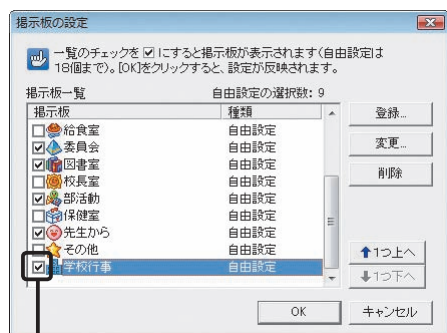 掲示板の設定
一覧のチェックを ☑ にすると掲示板が表示されます(自由設定は
18個まで)。[OK]をクリックすると、設定が反映されます。
掲示板一覧 自由設定の選択数: 9
掲示板 種類
給食室 自由設定
委員会 自由設定
図書室 自由設定
校長室 自由設定
部活動 自由設定
保健室 自由設定
先生から 自由設定
その他 自由設定
学校行事 自由設定
登録...
変更...
削除
1つ上へ
1つ下へ
OK キャンセル